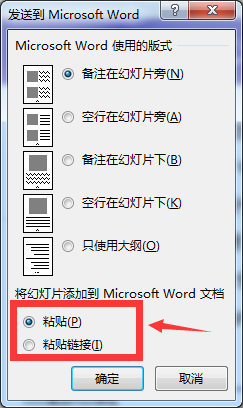 发送到 Microsoft Word
Microsoft Word 使用的版式
备注在幻灯片旁(N)
空行在幻灯片旁(A)
备注在幻灯片下(B)
空行在幻灯片下(K)
只使用大纲(O)
将幻灯片添加到 Microsoft Word 文档
粘贴(P)
粘贴链接(I)
确定
取消